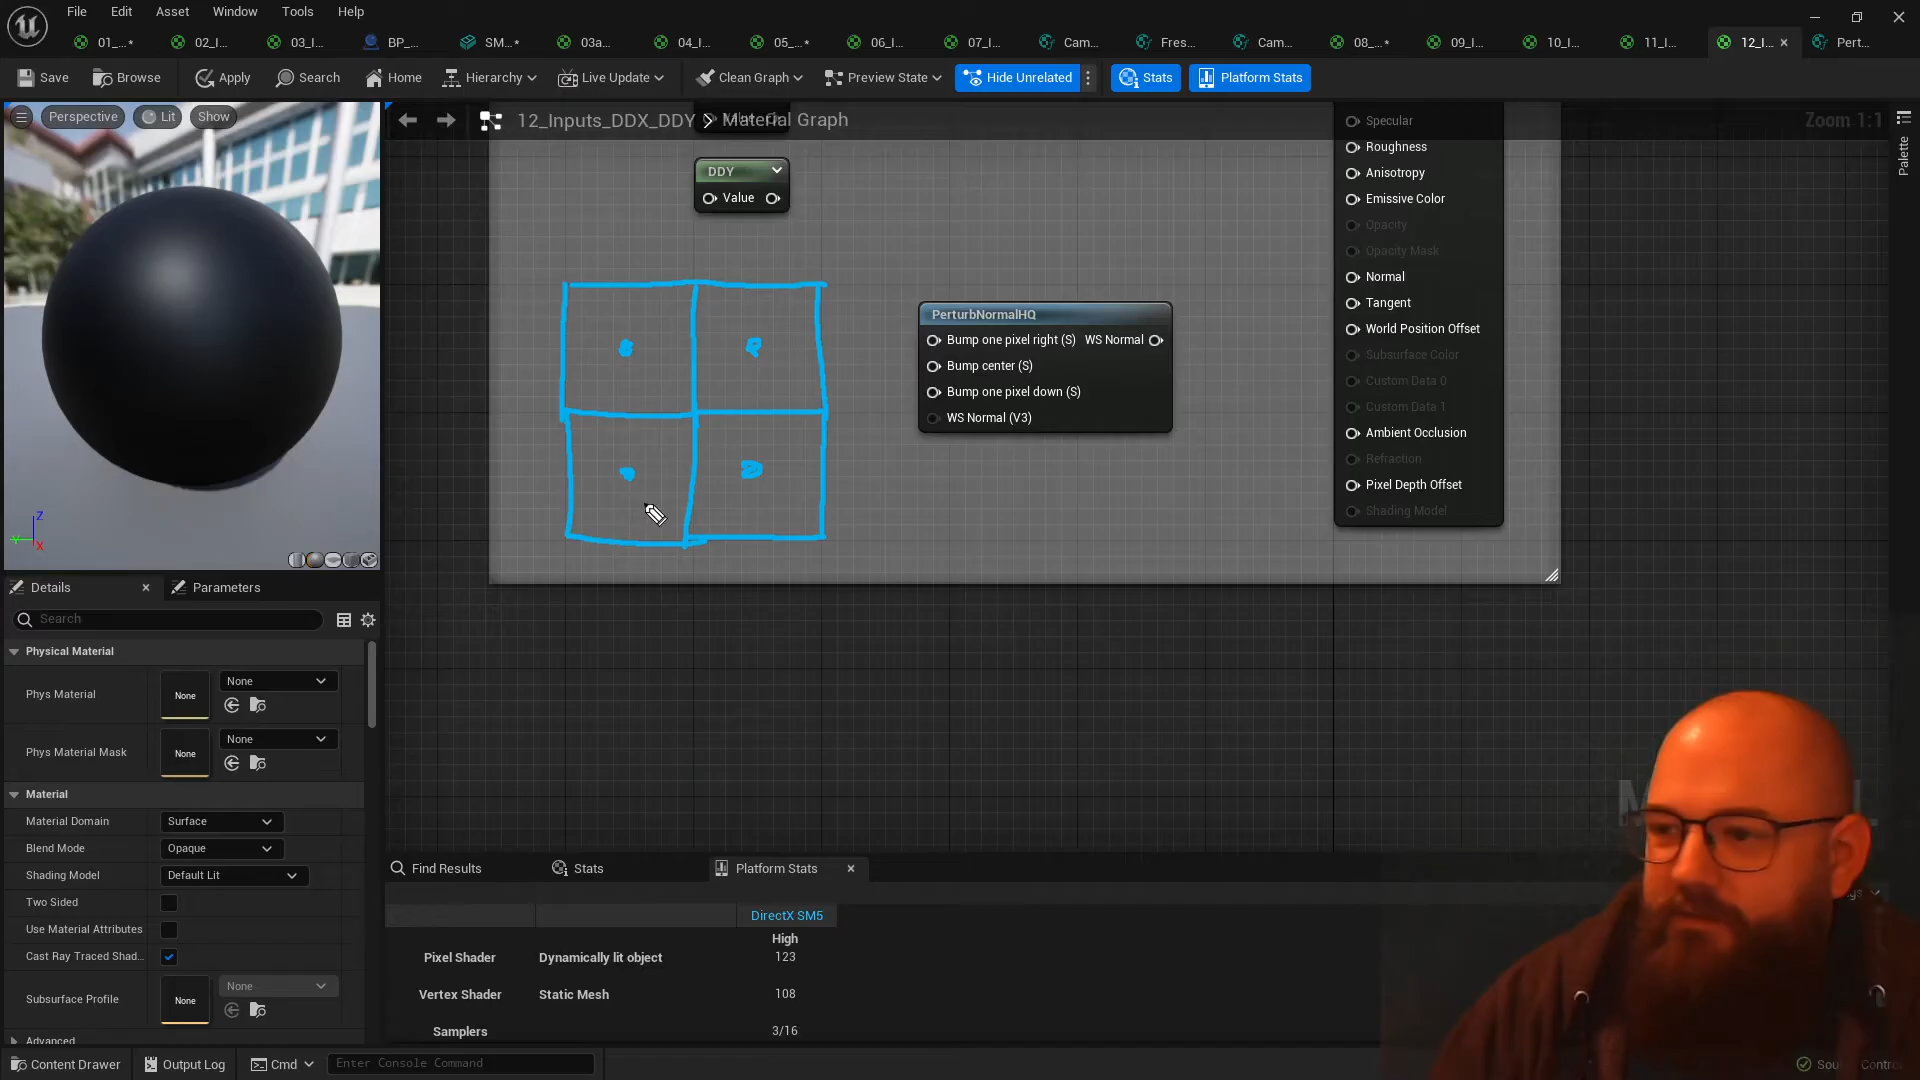 File Edit Asset Window Tools Help
01_...* 02_I... 03_I... BP_... SM...* 03a... 04_I... 05_...* 06_I... 07_I... Cam... Fres... Cam... 08_...* 09_I... 10_I... 11_I... 12_I... Pert...
Save Browse Apply Search Home Hierarchy Live Update Clean Graph Preview State Hide Unrelated Stats Platform Stats
Perspective Lit Show
12_Inputs_DDX_DDY > Material Graph
Zoom 1:1
Palette
DDY
Value
PerturbNormalHQ
Bump one pixel right (S) WS Normal
Bump center (S)
Bump one pixel down (S)
WS Normal (V3)
Specular
Roughness
Anisotropy
Emissive Color
Opacity
Opacity Mask
Normal
Tangent
World Position Offset
Subsurface Color
Custom Data 0
Custom Data 1
Ambient Occlusion
Refraction
Pixel Depth Offset
Shading Model
Z
X
Details Parameters
Search
Physical Material
Phys Material None None
Phys Material Mask None None
Material
Material Domain Surface
Blend Mode Opaque
Shading Model Default Lit
Two Sided
Use Material Attributes
Cast Ray Traced Shad...
Subsurface Profile None None
Advanced
Find Results Stats Platform Stats
DirectX SM5
High
Pixel Shader Dynamically lit object 123
Vertex Shader Static Mesh 108
Samplers 3/16
Content Drawer Output Log Cmd Enter Console Command